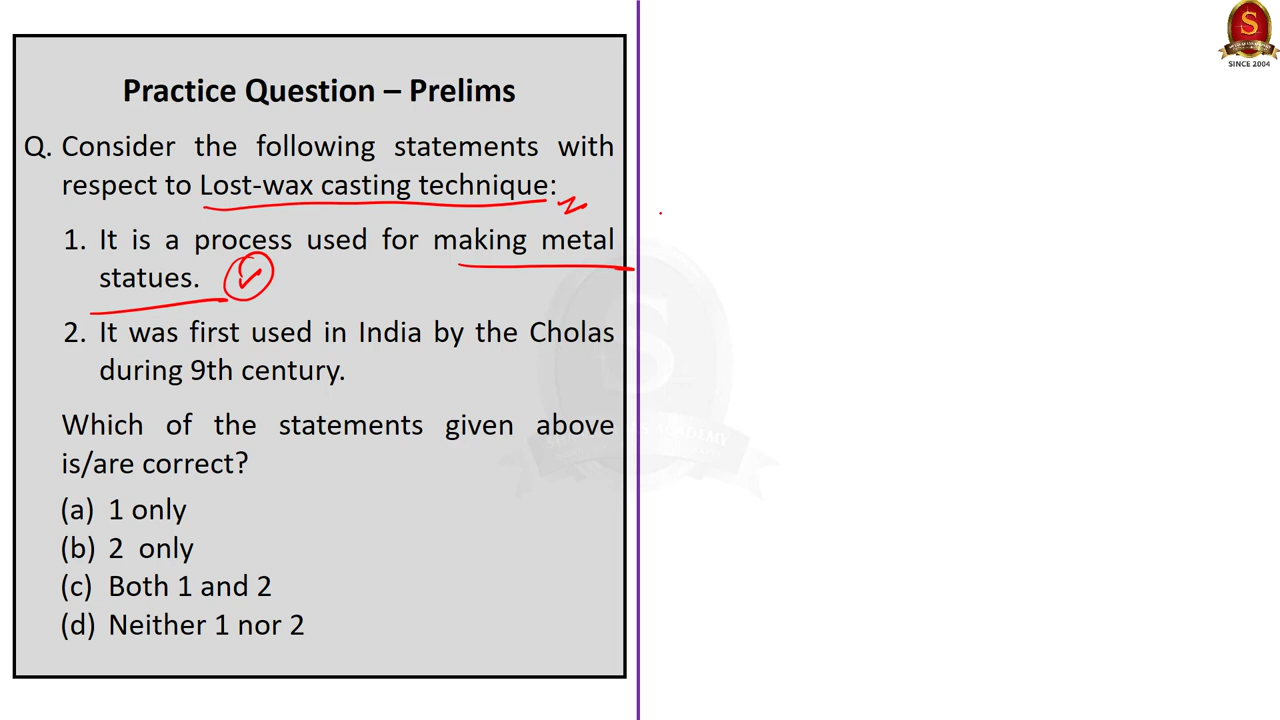 Practice Question – Prelims
Q. Consider the following statements with
respect to Lost-wax casting technique:
1. It is a process used for making metal
statues.
2. It was first used in India by the Cholas
during 9th century.
Which of the statements given above
is/are correct?
(a) 1 only
(b) 2 only
(c) Both 1 and 2
(d) Neither 1 nor 2
S
SINCE 2004